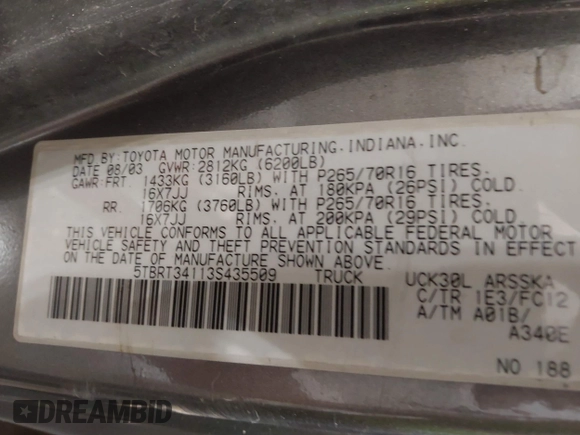 MFD.BY:TOYOTA MOTOR MANUFACTURING.INDIANA,INC.
DATE 08/03 GVWR:2812KG (6200LB)
GAWR:FRT. 1433KG (3160LB) WITH P265/70R16 TIRES.
16X7JJ RIMS. AT 180KPA (26PSI) COLD.
RR. 1706KG (3760LB) WITH P265/70R16 TIRES.
16X7JJ RIMS. AT 200KPA (29PSI) COLD.
THIS VEHICLE CONFORMS TO ALL APPLICABLE FEDERAL MOTOR
VEHICLE SAFETY AND THEFT PREVENTION STANDARDS IN EFFECT
ON THE DATE OF MANUFACTURE SHOWN ABOVE.
5TBRT34113S435509 TRUCK
UCK30L ARSSKA
C/TR 1E3/FC12
A/TM A01B/
A340E
NO 188
DREAMBID